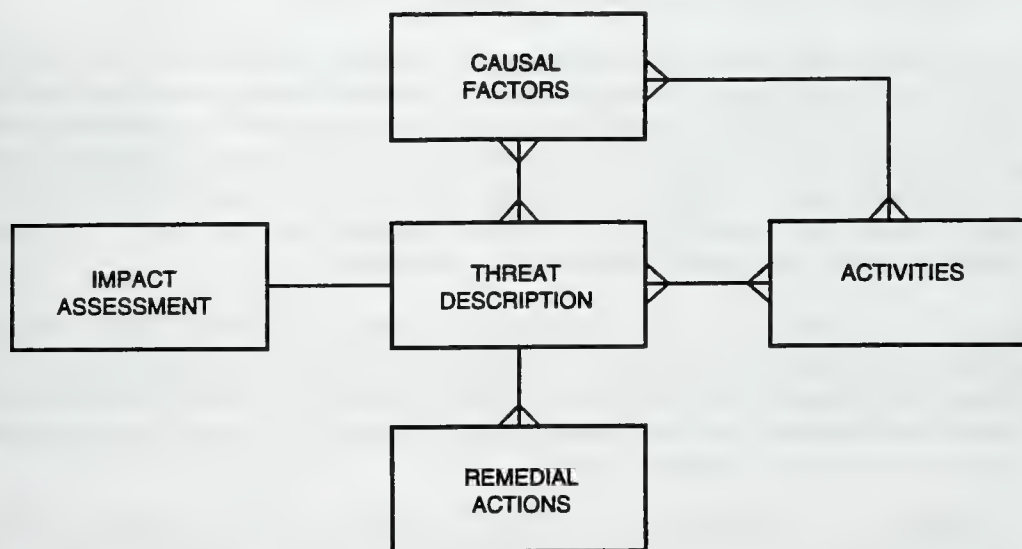 CAUSAL
FACTORS
IMPACT
ASSESSMENT
THREAT
DESCRIPTION
ACTIVITIES
REMEDIAL
ACTIONS